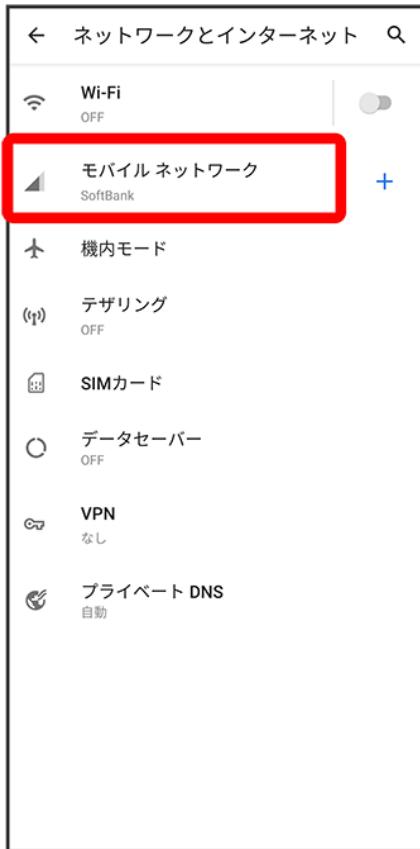 ネットワークとインターネット
Wi-Fi
OFF
モバイル ネットワーク
SoftBank
機内モード
テザリング
OFF
SIMカード
データセーバー
OFF
VPN
なし
プライベート DNS
自動